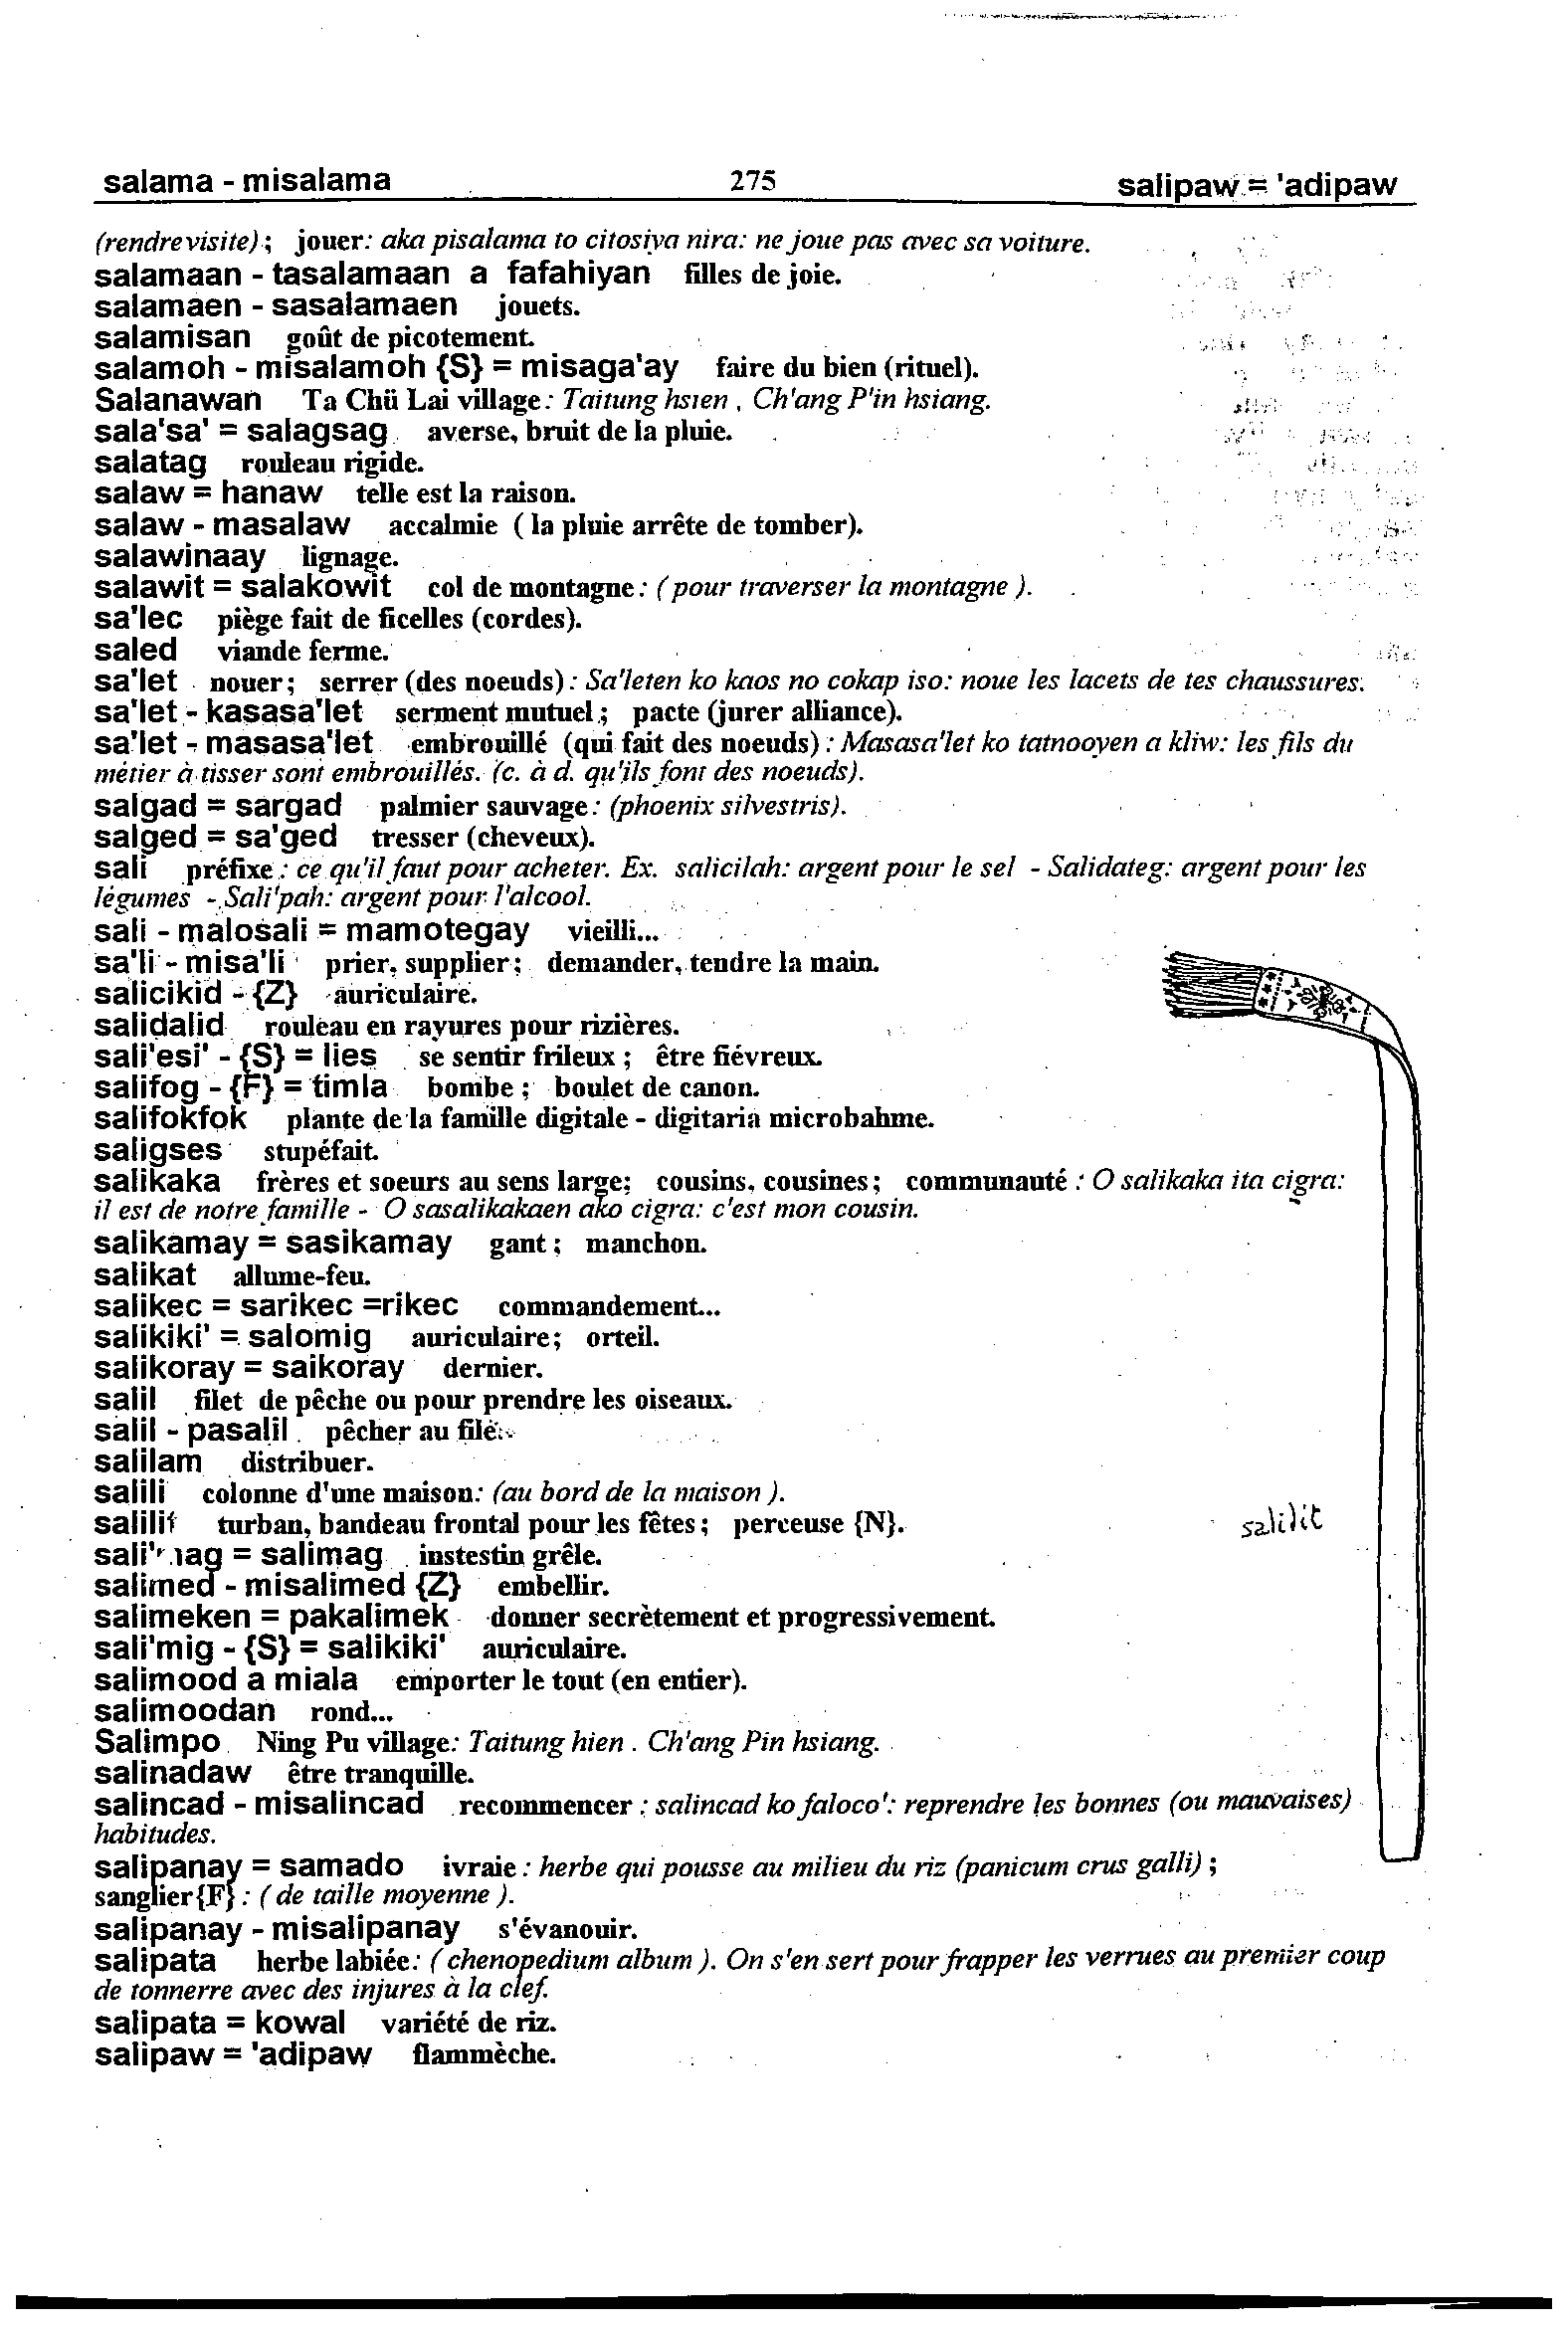 salama - misalama 275 salipaw = 'adipaw
(rendre visite) ; jouer: aka pisalama to citosiya nira: ne joue pas avec sa voiture.
salamaan - tasalamaan a fafahiyan filles de joie.
salamaen - sasalamaen jouets.
salamisan goût de picotement.
salamoh - misalamoh {S} = misaga'ay faire du bien (rituel).
Salanawan Ta Chü Lai village: Taitung hsien , Ch'ang P'in hsiang.
sala'sa' = salagsag averse, bruit de la pluie.
salatag rouleau rigide.
salaw = hanaw telle est la raison.
salaw - masalaw accalmie ( la pluie arrête de tomber).
salawinaay lignage.
salawit = salakowit col de montagne: ( pour traverser la montagne ).
sa'lec piège fait de ficelles (cordes).
saled viande ferme.
sa'let nouer; serrer (des noeuds) : Sa'leten ko kaos no cokap iso: noue les lacets de tes chaussures.
sa'let - kasasa'let serment mutuel ; pacte (jurer alliance).
sa'let - masasa'let embrouillé (qui fait des noeuds) : Masasa'let ko tatnooyen a kliw: les fils du
métier à tisser sont embrouillés. (c. à d. qu'ils font des noeuds).
salgad = sargad palmier sauvage: (phoenix silvestris).
salged = sa'ged tresser (cheveux).
sali préfixe : ce qu'il faut pour acheter. Ex. salicilah: argent pour le sel - Salidateg: argent pour les
légumes - Sali'pah: argent pour l'alcool.
sali - malosali = mamotegay vieilli...
sa'li - misa'li prier, supplier; demander, tendre la main.
salicikid - {Z} auriculaire.
salidalid rouleau en rayures pour rizières.
sali'esi' - {S} = lies se sentir frileux ; être fiévreux.
salifog - {F} = timla bombe ; boulet de canon.
salifokfok plante de la famille digitale - digitaria microbahme.
saligses stupéfait.
salikaka frères et soeurs au sens large; cousins, cousines ; communauté : O salikaka ita cigra:
il est de notre famille - O sasalikakaen ako cigra: c'est mon cousin.
salikamay = sasikamay gant ; manchon.
salikat allume-feu.
salikec = sarikec =rikec commandement...
salikiki' = salomig auriculaire; orteil.
salikoray = saikoray dernier.
salil filet de pêche ou pour prendre les oiseaux.
salil - pasalil pêcher au
salilam distribuer.
salili colonne d'une maison: (au bord de la maison ).
salilit turban, bandeau frontal pour les fêtes ; perceuse {N}. salilit
= salimag instestin grêle.
salimed - misalimed {Z} embellir.
salimeken = pakalimek donner secrètement et progressivement.
sali'mig - {S} = salikiki' auriculaire.
salimood a miala emporter le tout (en entier).
salimoodan rond...
Salimpo Ning Pu village: Taitung hien . Ch'ang Pin hsiang.
salinadaw être tranquille.
salincad - misalincad recommencer : salincad ko faloco': reprendre les bonnes (ou mauvaises)
habitudes.
salipanay = samado ivraie : herbe qui pousse au milieu du riz (panicum crus galli) ;
sanglier{F} : ( de taille moyenne ).
salipanay - misalipanay s'évanouir.
salipata herbe labiée: ( chenopedium album ). On s'en sert pour frapper les verrues au premier coup
de tonnerre avec des injures à la clef.
salipata = kowal variété de riz.
salipaw = 'adipaw flammèche.